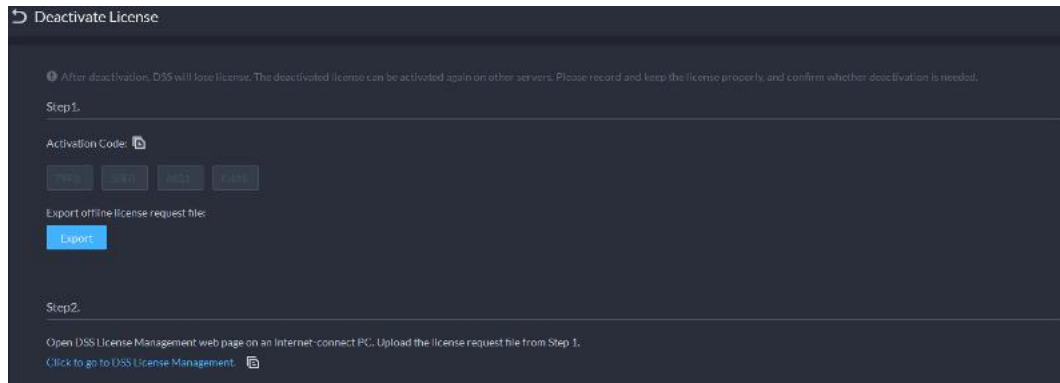 Deactivate License
After deactivation, DSS will lose license. The deactivated license can be activated again on other servers. Please record and keep the license properly, and confirm whether deactivation is needed.
Step1.
Activation Code:
Export offline license request file:
Export
Step2.
Open DSS License Management web page on an Internet-connect PC. Upload the license request file from Step 1.
Click to go to DSS License Management.